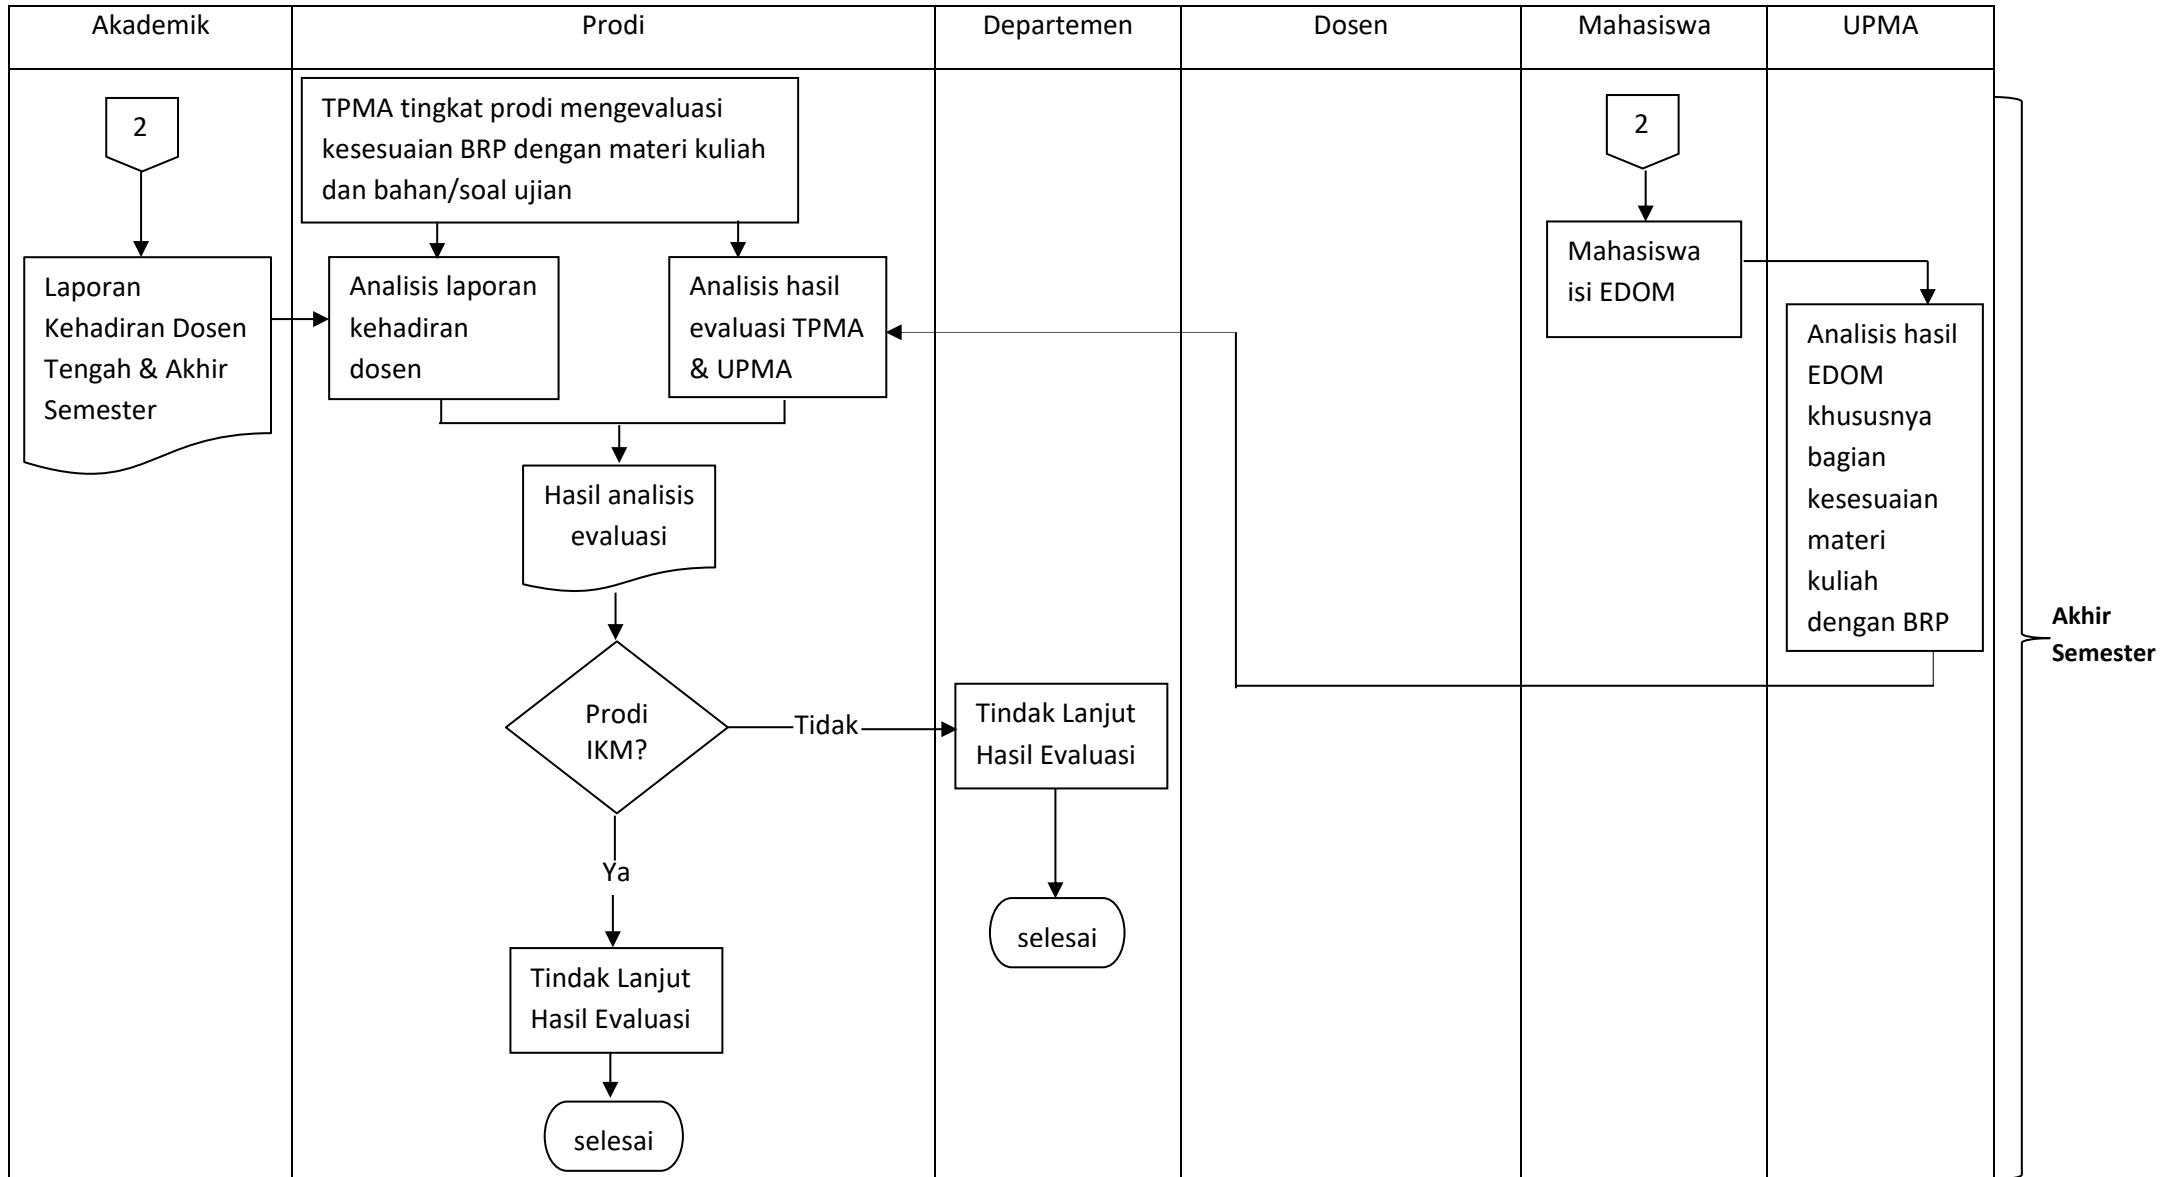 Akademik
Prodi
Departemen
Dosen
Mahasiswa
UPMA
2
TPMA tingkat prodi mengevaluasi
kesesuaian BRP dengan materi kuliah
dan bahan/soal ujian
2
Laporan
Kehadiran Dosen
Tengah & Akhir
Semester
Analisis laporan
kehadiran
dosen
Analisis hasil
evaluasi TPMA
& UPMA
Mahasiswa
isi EDOM
Analisis hasil
EDOM
khususnya
bagian
kesesuaian
materi
kuliah
dengan BRP
Hasil analisis
evaluasi
Akhir
Semester
Prodi
IKM?
Tidak
Tindak Lanjut
Hasil Evaluasi
Ya
selesai
Tindak Lanjut
Hasil Evaluasi
selesai